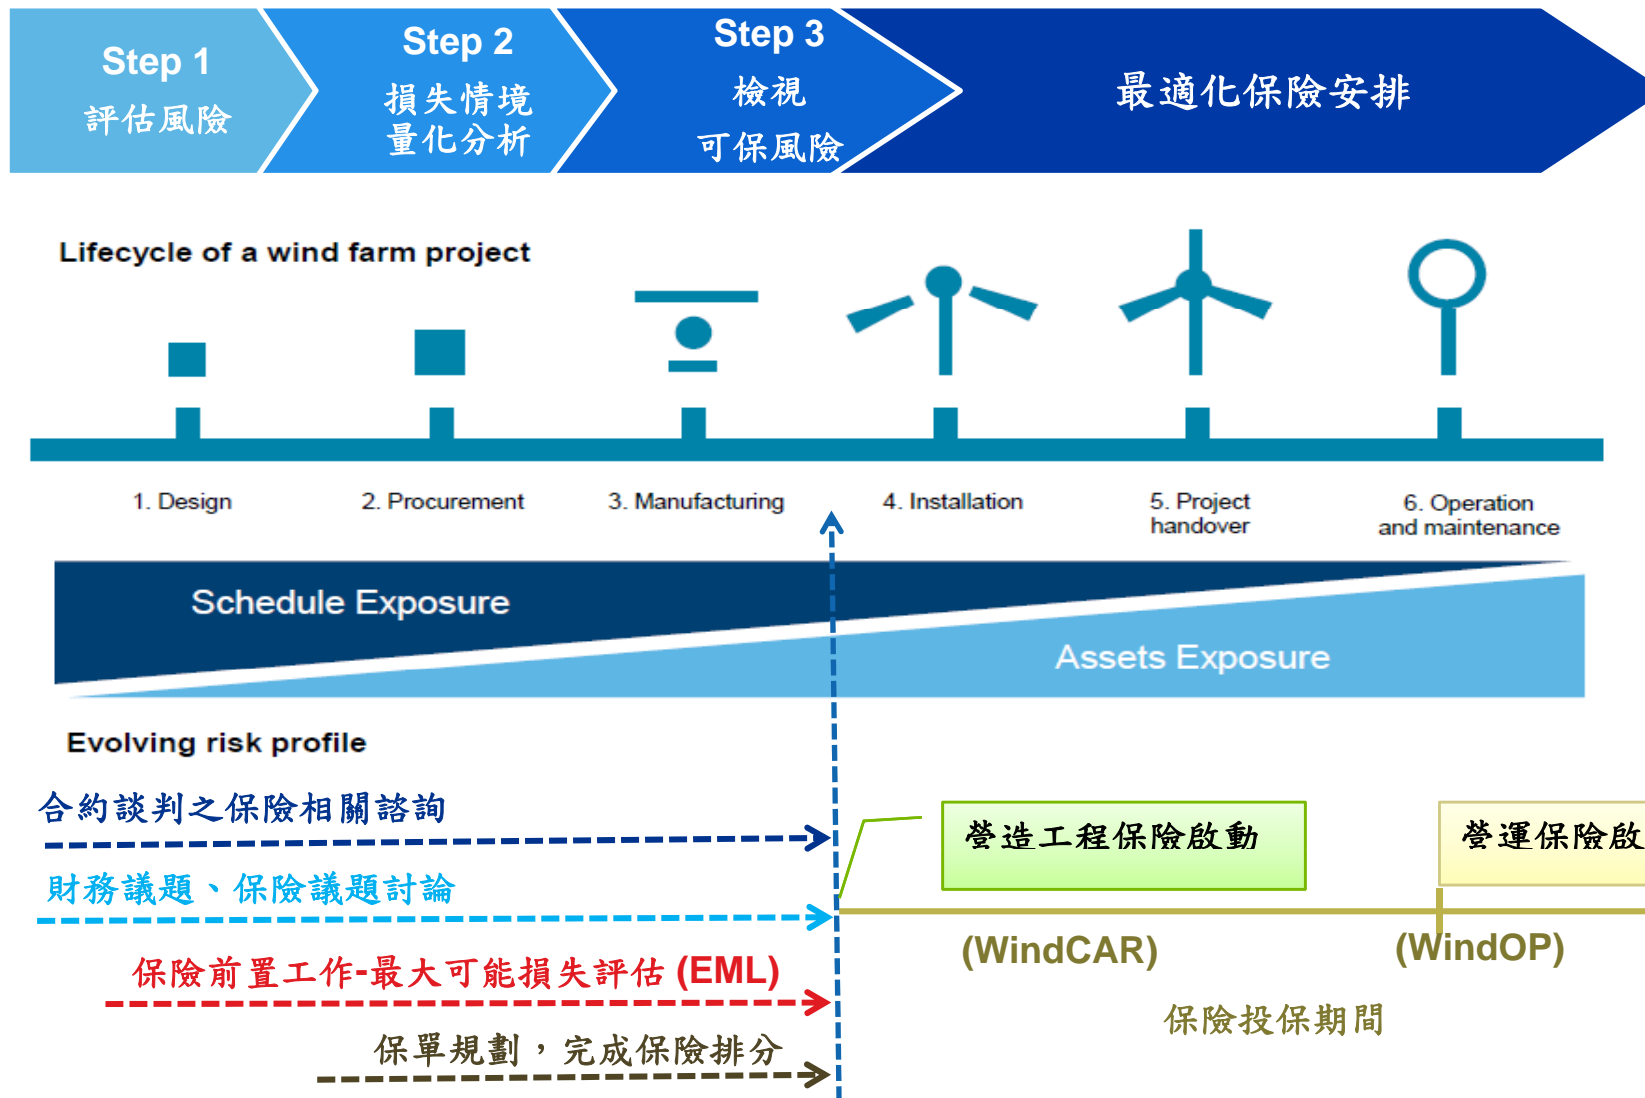 Step 1
評估風險
Step 2
損失情境
量化分析
Step 3
檢視
可保風險
最適化保險安排
Lifecycle of a wind farm project
1. Design
2. Procurement
3. Manufacturing
4. Installation
5. Project
handover
6. Operation
and maintenance
Schedule Exposure
Assets Exposure
Evolving risk profile
合約談判之保險相關諮詢
財務議題、保險議題討論
保險前置工作-最大可能損失評估 (EML)
保單規劃，完成保險排分
營造工程保險啟動
營運保險啟
(WindCAR)
(WindOP)
保險投保期間